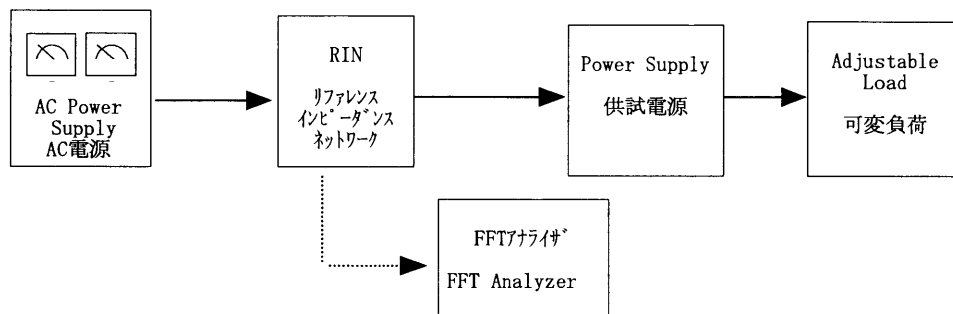 AC Power
Supply
AC電源
RIN
リファレンス
インピーダンス
ネットワーク
Power Supply
供試電源
Adjustable
Load
可変負荷
FFTアナライザ
FFT Analyzer